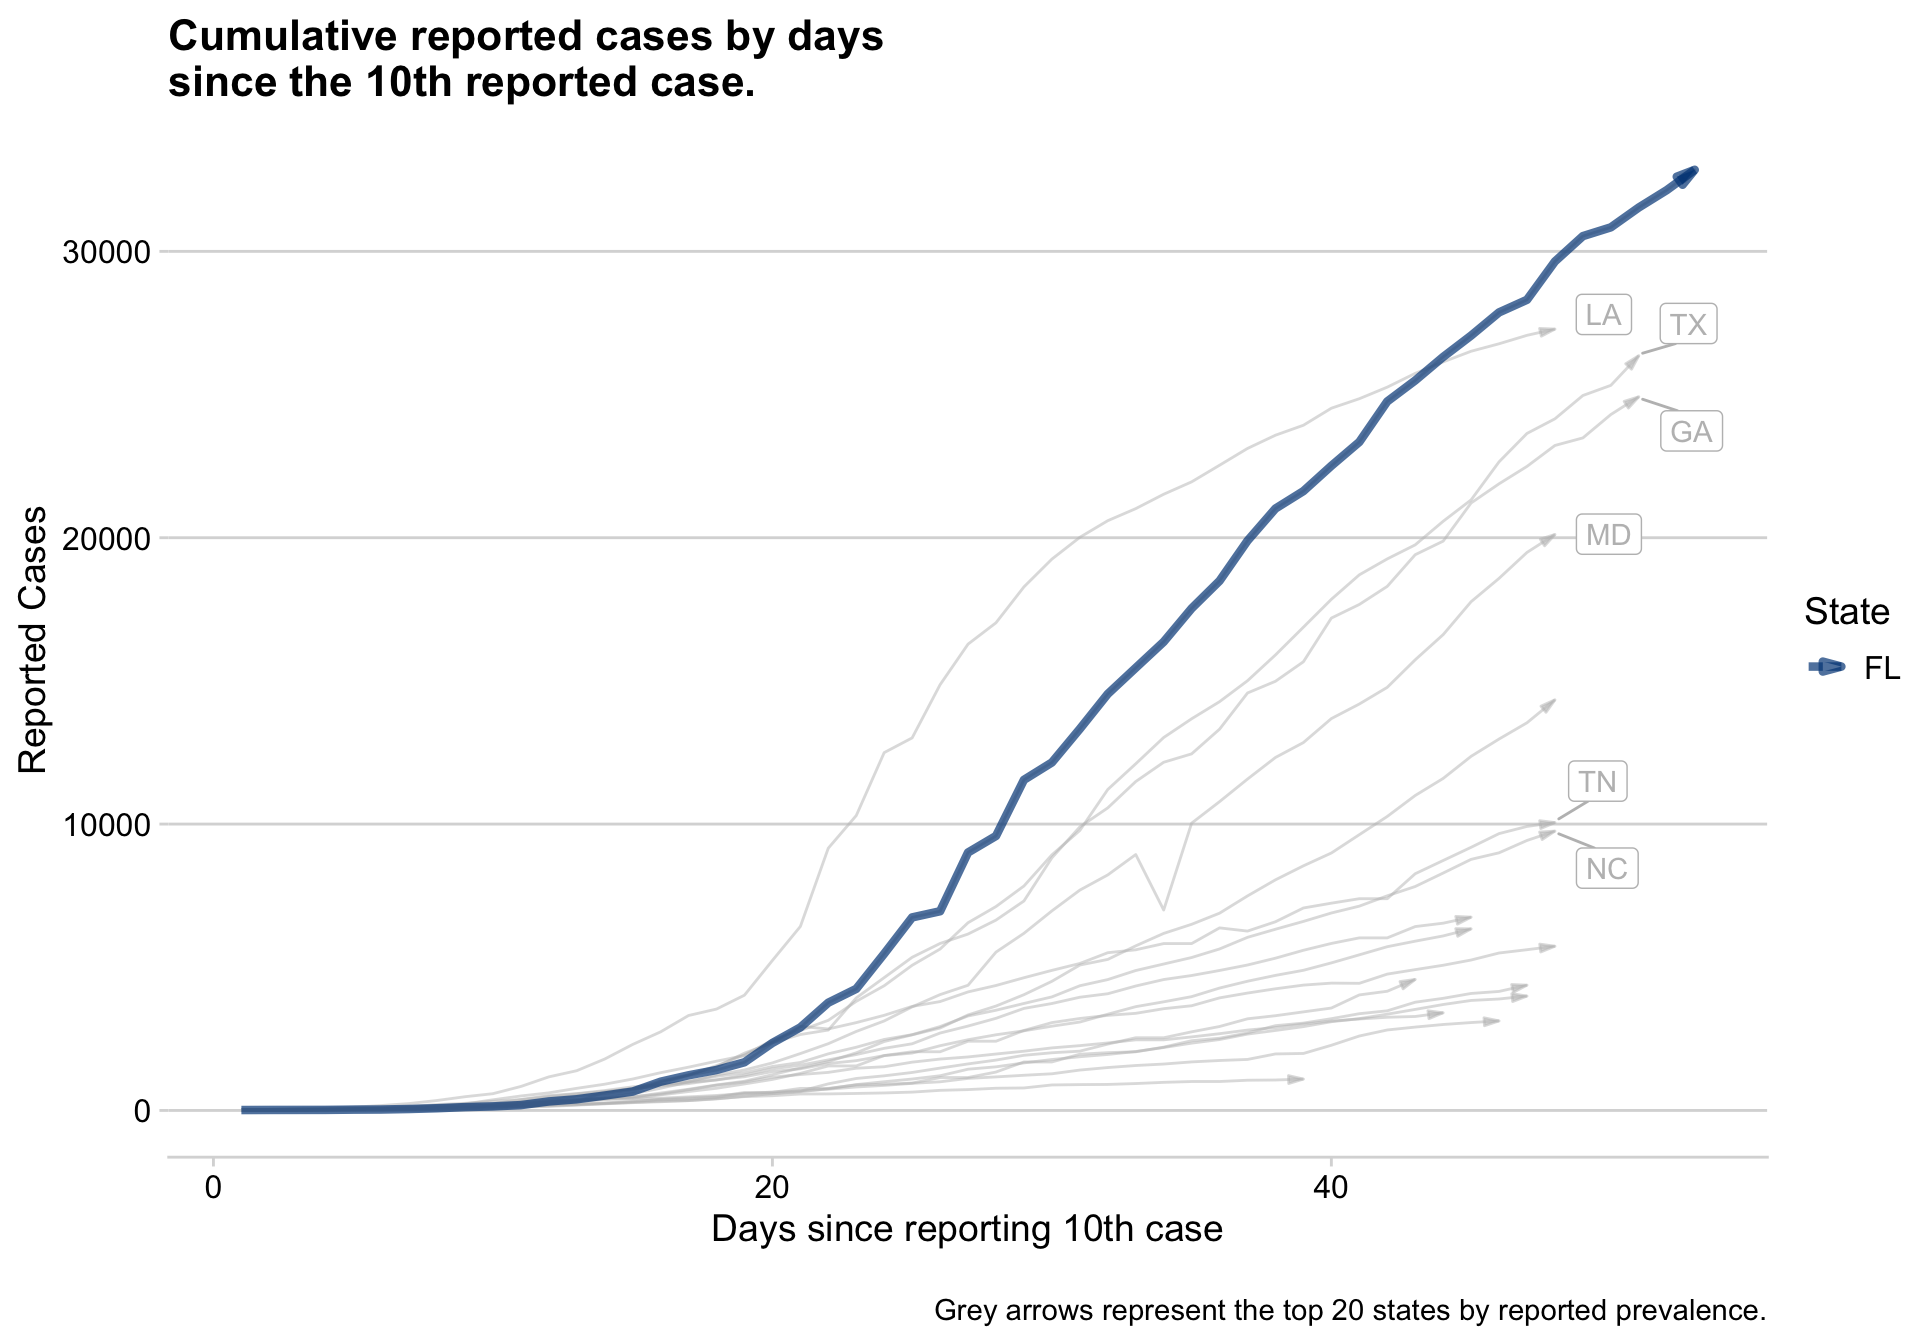 Cumulative reported cases by days
since the 10th reported case.
Reported Cases
30000
20000
10000
0
LA
TX
GA
MD
TN
NC
State
FL
0
20
40
Days since reporting 10th case
Grey arrows represent the top 20 states by reported prevalence.